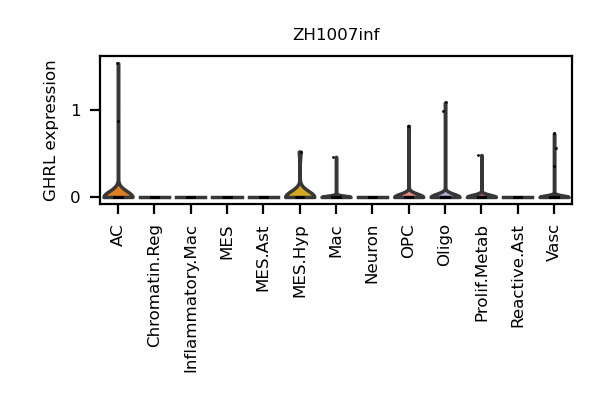 ZH1007inf
GHRL expression
1
0
AC
Chromatin.Reg
Inflammatory.Mac
MES
MES.Ast
MES.Hyp
Mac
Neuron
OPC
Oligo
Prolif.Metab
Reactive.Ast
Vasc